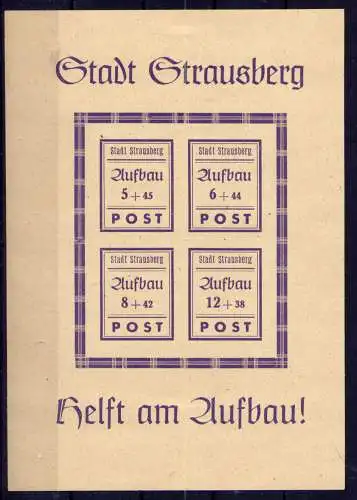 Stadt Strausberg
Stadt Strausberg
Aufbau
5 + 45
POST
Stadt Strausberg
Aufbau
6 + 44
POST
Stadt Strausberg
Aufbau
8 + 42
POST
Stadt Strausberg
Aufbau
12 + 38
POST
Helft am Aufbau!